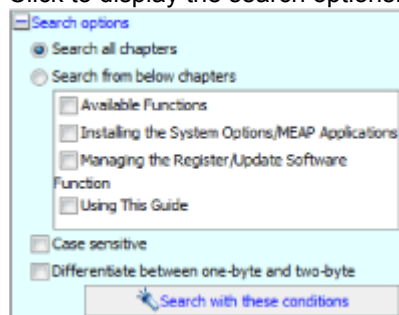 Click to display the search options.
Search options
Search all chapters
Search from below chapters
Available Functions
Installing the System Options/MEAP Applications
Managing the Register/Update Software
Function
Using This Guide
Case sensitive
Differentiate between one-byte and two-byte
Search with these conditions